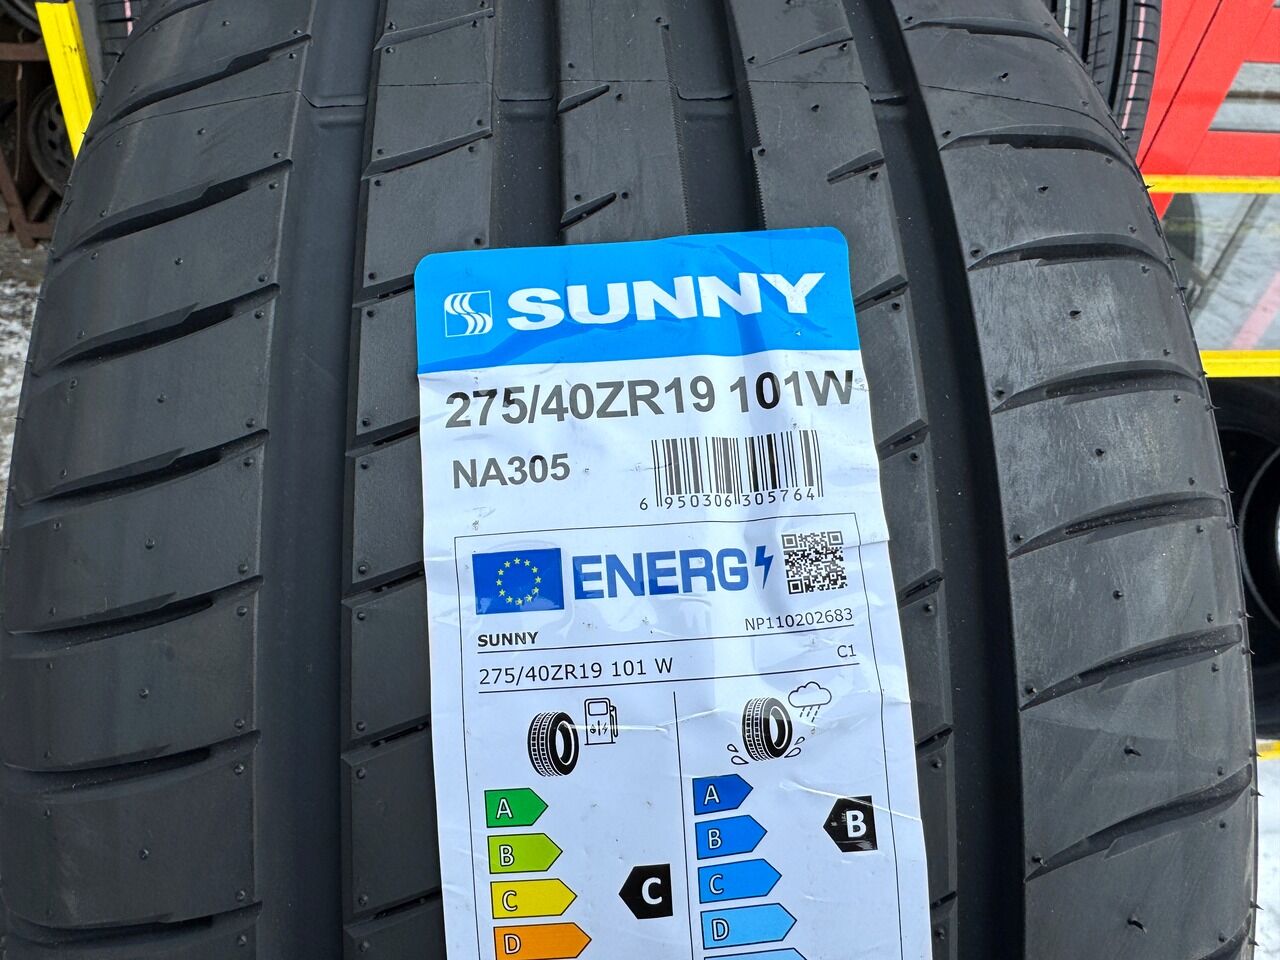 SUNNY
275/40ZR19 101W
NA305
6 950306 305764
ENERG
SUNNY
NP110202683
275/40ZR19 101 W
C1
A
B
C
D
C
A
B
C
D
B